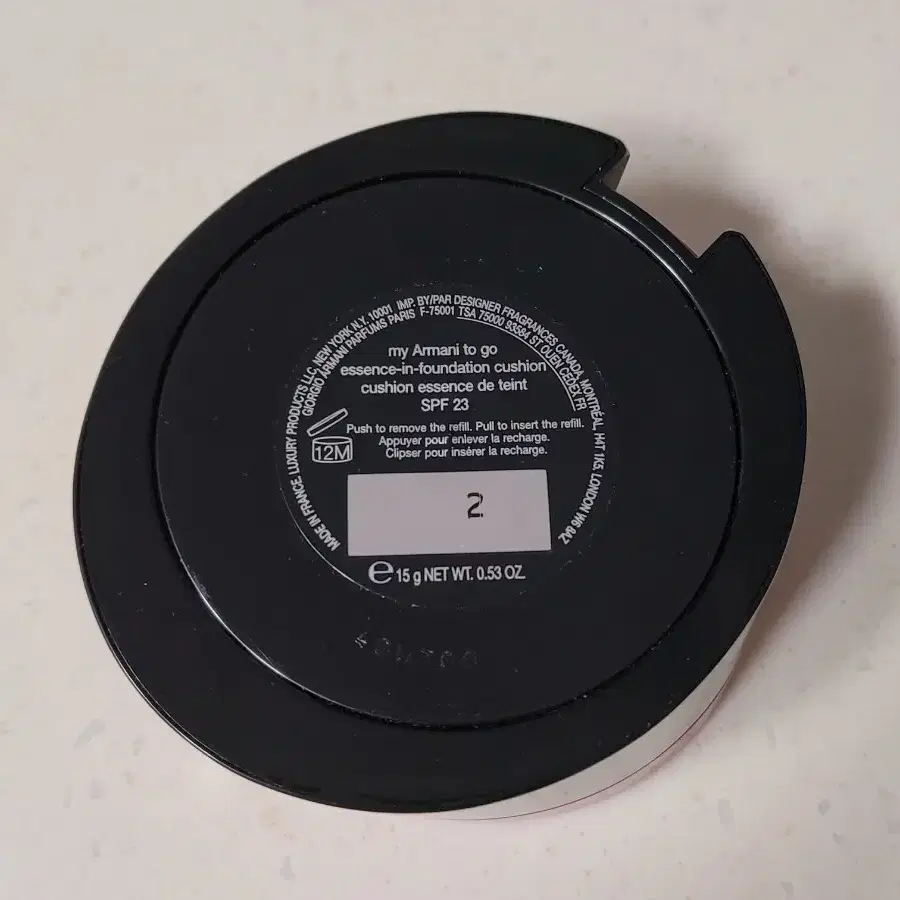 MADE IN FRANCE. LUXURY PRODUCTS LLC, NEW YORK N.Y. 10001 IMP. BY/PAR DESIGNER FRAGRANCES CANADA, MONTRÉAL H4T 1K5. LONDON W6 8AZ
GIORGIO ARMANI PARFUMS PARIS F-75001 TSA 75000 93584 ST OUEN CEDEX FR
my Armani to go
essence-in-foundation cushion
cushion essence de teint
SPF 23
Push to remove the refill. Pull to insert the refill.
Appuyer pour enlever la recharge.
Clipser pour insérer la recharge.
12M
2
e 15 g NET WT. 0.53 OZ.